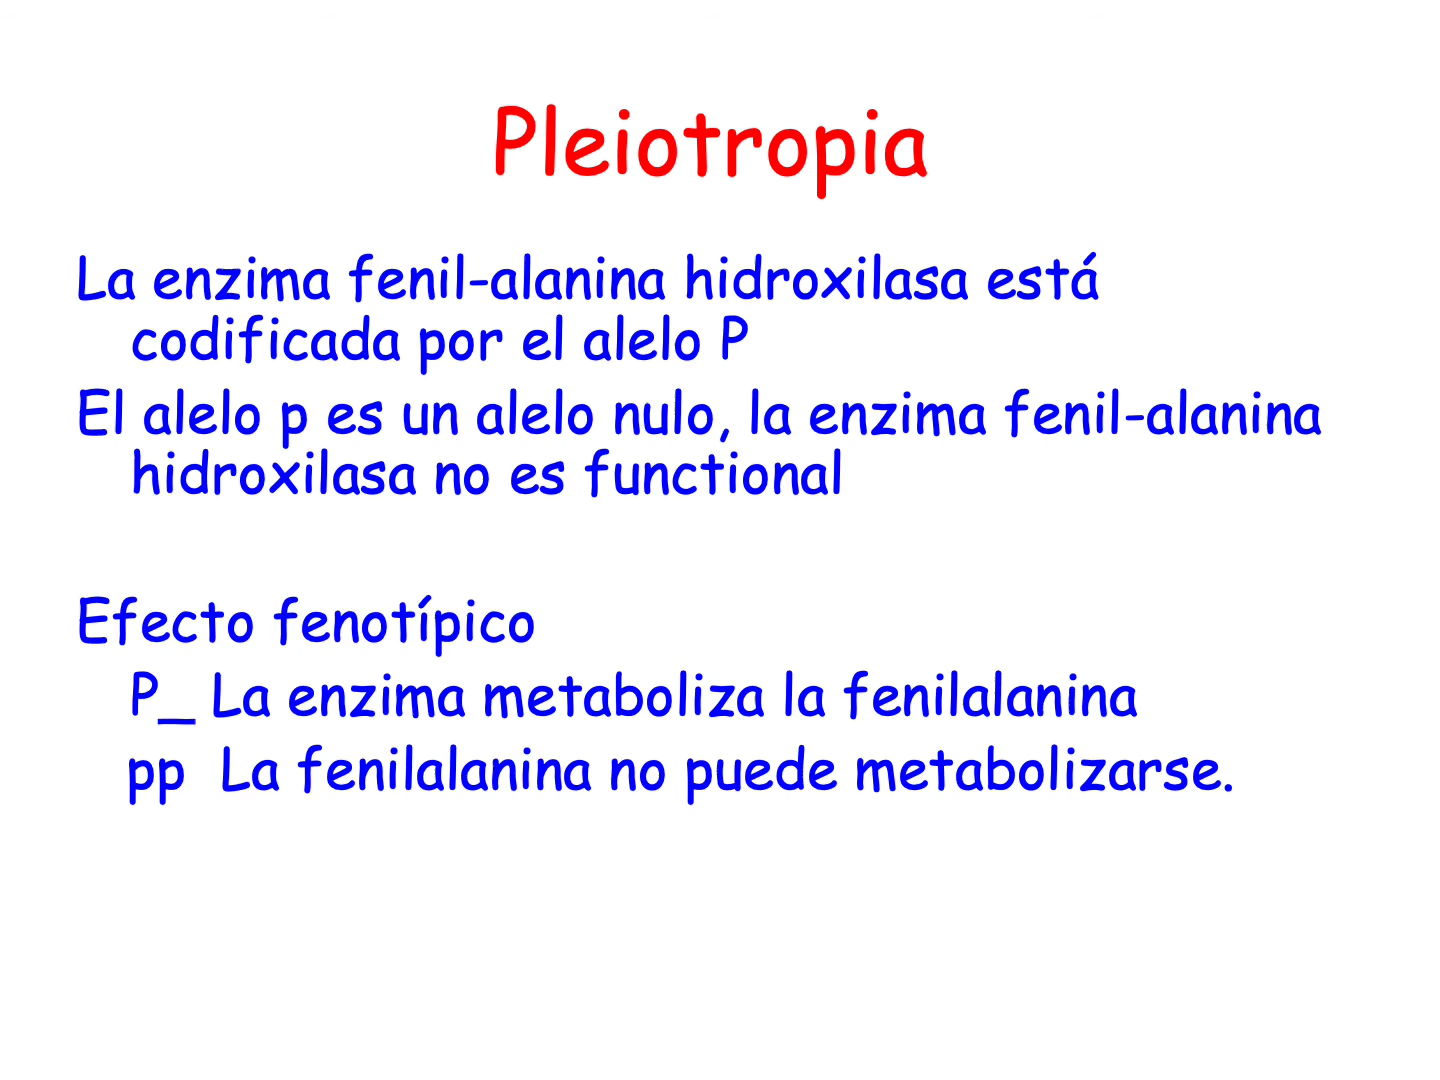 Pleiotropia
La enzima fenil-alanina hidroxilasa está
codificada por el alelo P
El alelo p es un alelo nulo, la enzima fenil-alanina
hidroxilasa no es functional
Efecto fenotípico
P_ La enzima metaboliza la fenilalanina
pp  La fenilalanina no puede metabolizarse.